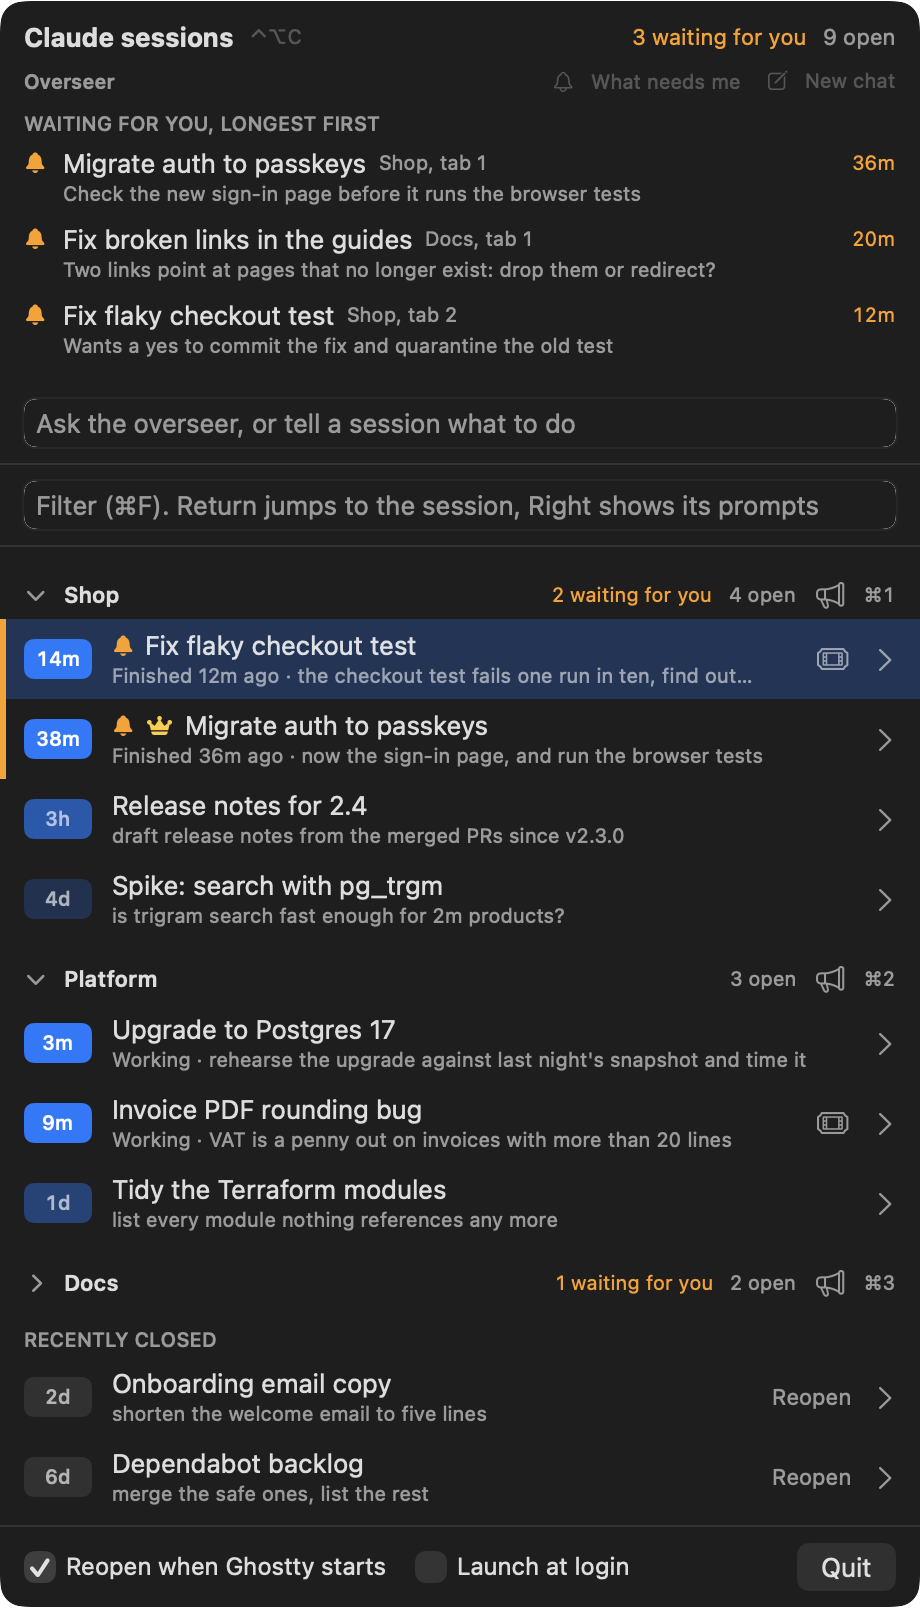 Claude sessions ^⌥C 3 waiting for you 9 open
Overseer What needs me New chat
WAITING FOR YOU, LONGEST FIRST
Migrate auth to passkeys Shop, tab 1 36m
Check the new sign-in page before it runs the browser tests
Fix broken links in the guides Docs, tab 1 20m
Two links point at pages that no longer exist: drop them or redirect?
Fix flaky checkout test Shop, tab 2 12m
Wants a yes to commit the fix and quarantine the old test
Ask the overseer, or tell a session what to do
Filter (⌘F). Return jumps to the session, Right shows its prompts
Shop 2 waiting for you 4 open ⌘1
14m Fix flaky checkout test
Finished 12m ago · the checkout test fails one run in ten, find out...
38m Migrate auth to passkeys
Finished 36m ago · now the sign-in page, and run the browser tests
3h Release notes for 2.4
draft release notes from the merged PRs since v2.3.0
4d Spike: search with pg_trgm
is trigram search fast enough for 2m products?
Platform 3 open ⌘2
3m Upgrade to Postgres 17
Working · rehearse the upgrade against last night's snapshot and time it
9m Invoice PDF rounding bug
Working · VAT is a penny out on invoices with more than 20 lines
1d Tidy the Terraform modules
list every module nothing references any more
Docs 1 waiting for you 2 open ⌘3
RECENTLY CLOSED
2d Onboarding email copy Reopen
shorten the welcome email to five lines
6d Dependabot backlog Reopen
merge the safe ones, list the rest
Reopen when Ghostty starts Launch at login Quit